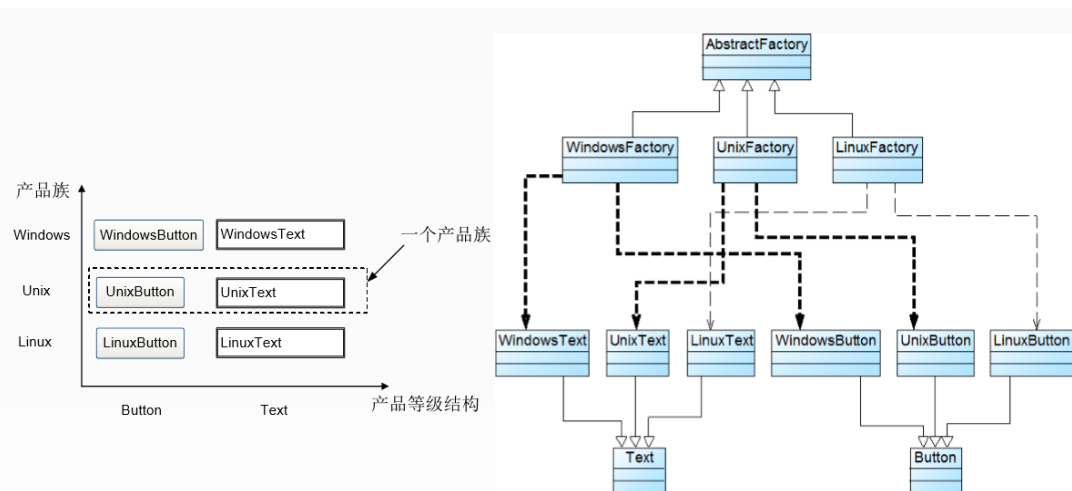 产品族
Windows
WindowsButton
WindowsText
一个产品族
Unix
UnixButton
UnixText
Linux
LinuxButton
LinuxText
产品等级结构
Button
Text
AbstractFactory
WindowsFactory
UnixFactory
LinuxFactory
WindowsText
UnixText
LinuxText
WindowsButton
UnixButton
LinuxButton
Text
Button